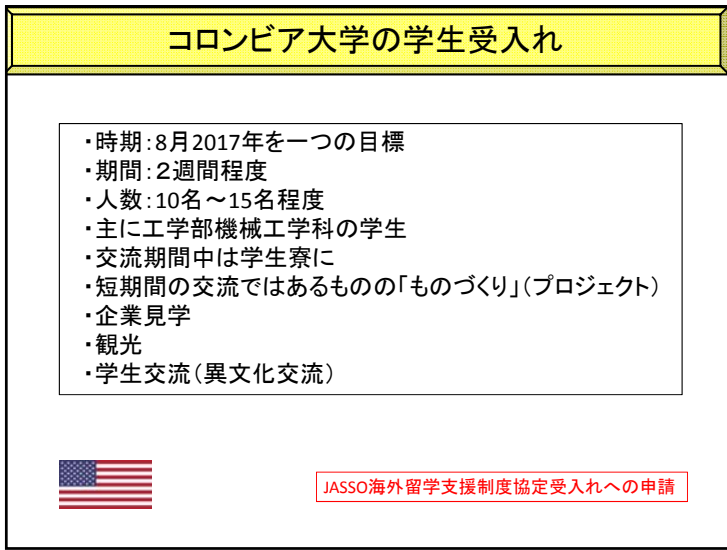 コロンビア大学の学生受入れ
・時期：8月2017年を一つの目標
・期間：２週間程度
・人数：10名～15名程度
・主に工学部機械工学科の学生
・交流期間中は学生寮に
・短期間の交流ではあるものの「ものづくり」（プロジェクト）
・企業見学
・観光
・学生交流（異文化交流）
JASSO海外留学支援制度協定受入れへの申請